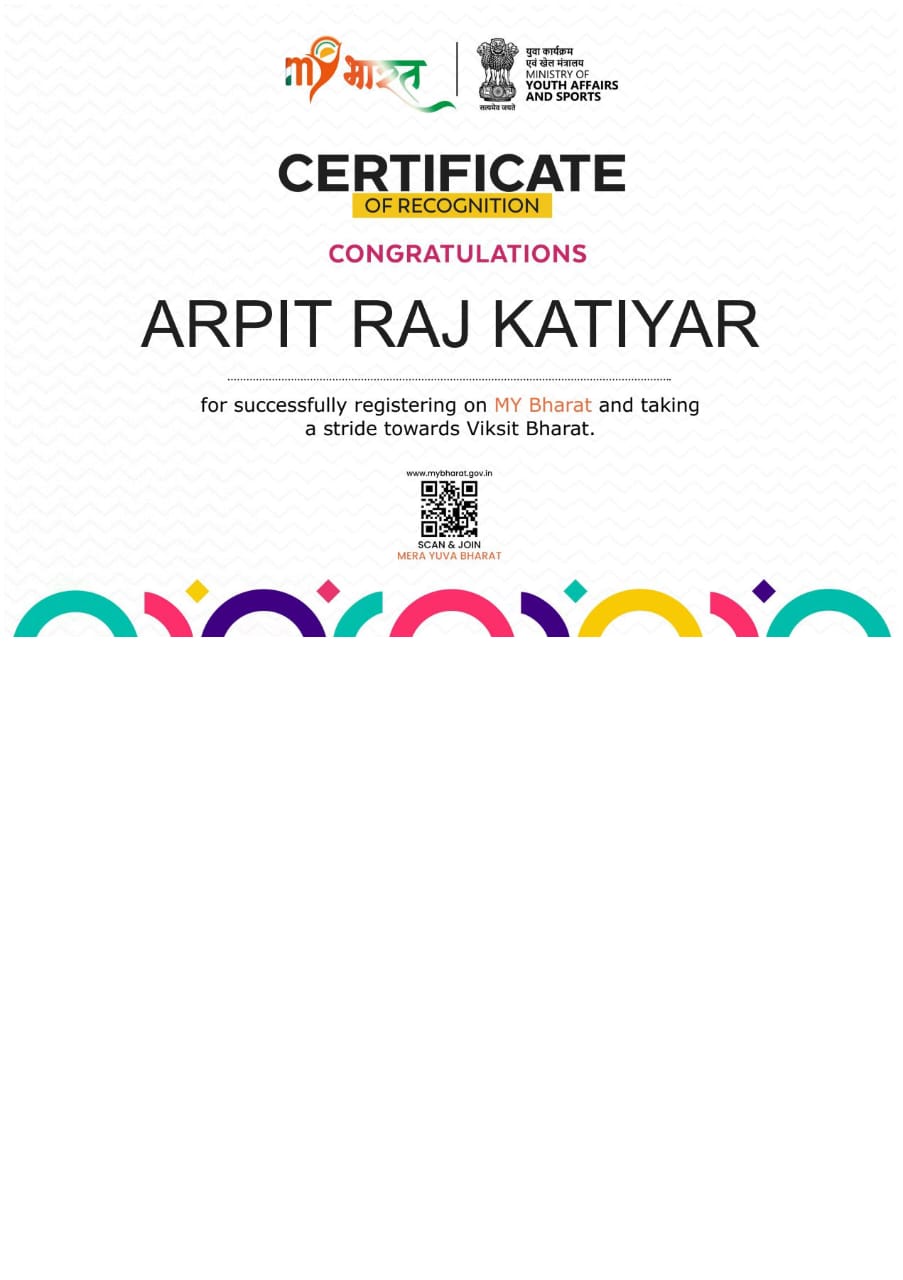 my भारत
युवा कार्यक्रम
एवं खेल मंत्रालय
MINISTRY OF
YOUTH AFFAIRS
AND SPORTS
सत्यमेव जयते
CERTIFICATE
OF RECOGNITION
CONGRATULATIONS
ARPIT RAJ KATIYAR
for successfully registering on MY Bharat and taking
a stride towards Viksit Bharat.
www.mybharat.gov.in
SCAN & JOIN
MERA YUVA BHARAT